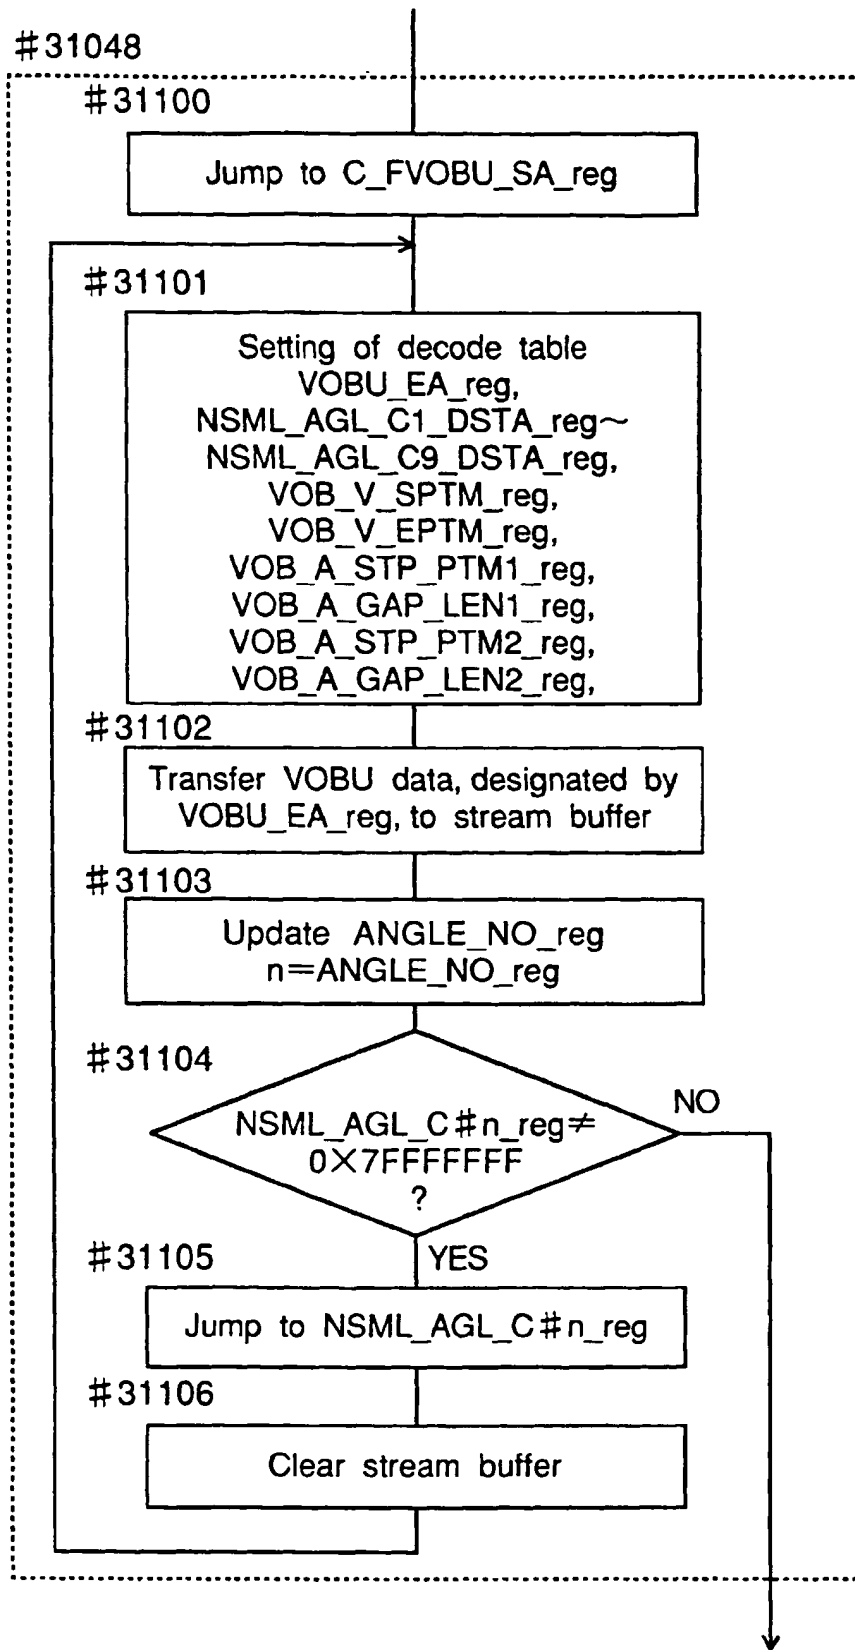 #31048
#31100
Jump to C_FVOBU_SA_reg
#31101
Setting of decode table
VOBU_EA_reg,
NSML_AGL_C1_DSTA_reg~
NSML_AGL_C9_DSTA_reg,
VOB_V_SPTM_reg,
VOB_V_EPTM_reg,
VOB_A_STP_PTM1_reg,
VOB_A_GAP_LEN1_reg,
VOB_A_STP_PTM2_reg,
VOB_A_GAP_LEN2_reg,
#31102
Transfer VOBU data, designated by
VOBU_EA_reg, to stream buffer
#31103
Update ANGLE_NO_reg
n=ANGLE_NO_reg
#31104
NO
NSML_AGL_C#n_reg≠
0×7FFFFFFF
?
#31105
YES
Jump to NSML_AGL_C#n_reg
#31106
Clear stream buffer